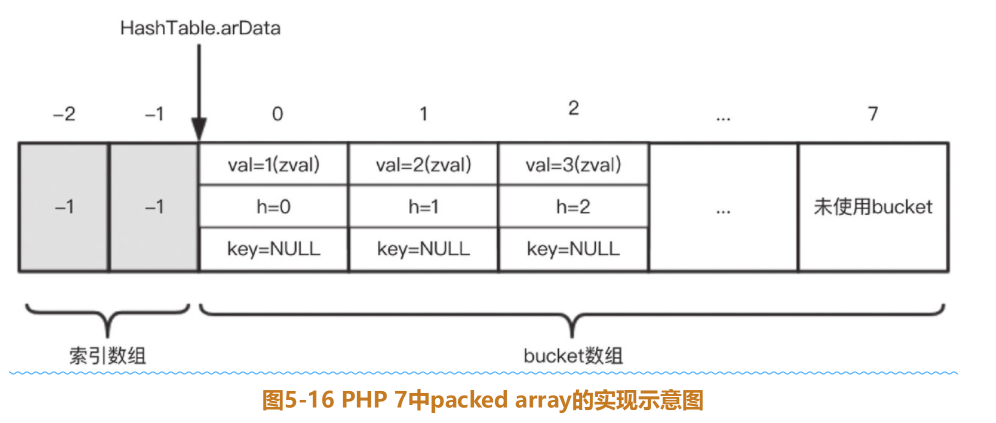 HashTable.arData
–2 –1 0 1 2 ... 7
val=1(zval) val=2(zval) val=3(zval)
–1 –1 h=0 h=1 h=2 ... 未使用bucket
key=NULL key=NULL key=NULL
索引数组 bucket数组
图5-16 PHP 7中packed array的实现示意图